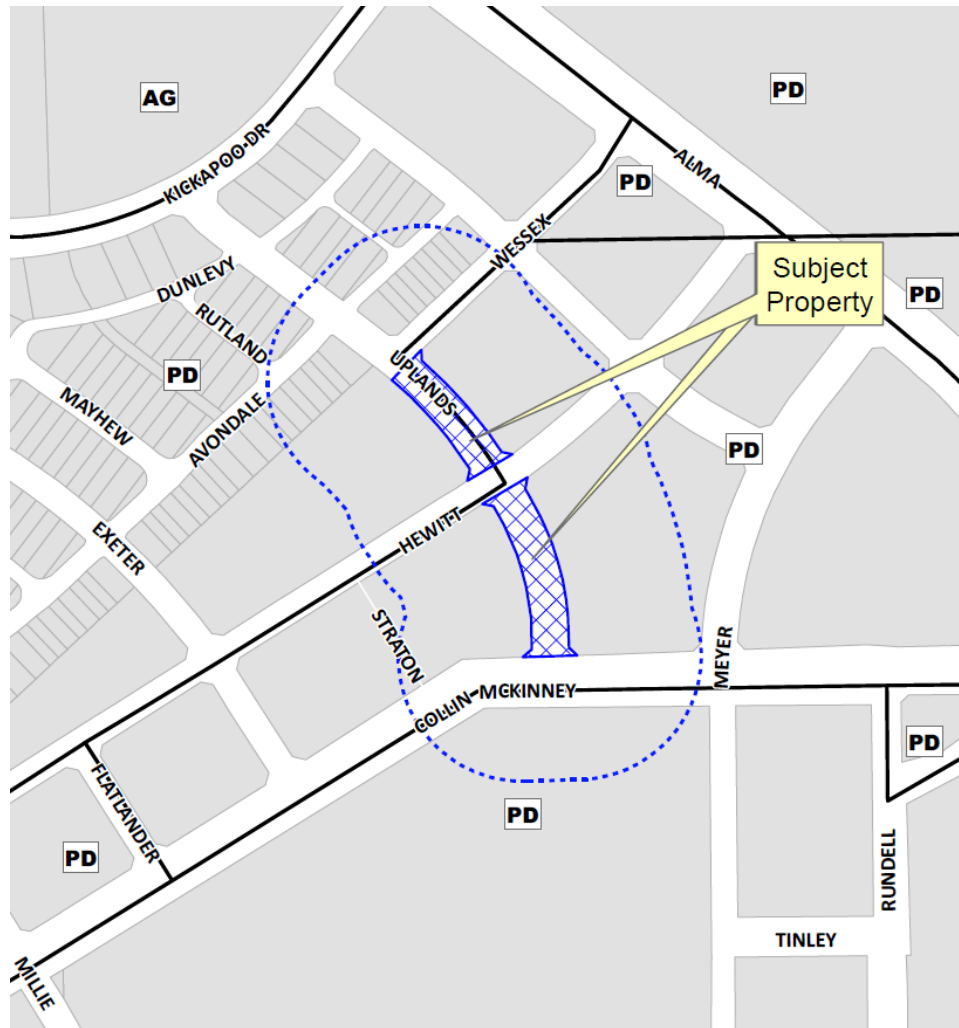 AG
PD
KICKAPOO DR
ALMA
PD
WESSEX
DUNLEVY
Subject
Property
PD
RUTLAND
UPLANDS
PD
MAYHEW
AVONDALE
PD
EXETER
HEWITT
STRATON
MEYER
COLLIN MCKINNEY
PD
FLATLANDER
PD
PD
RUNDELL
TINLEY
MILLIE